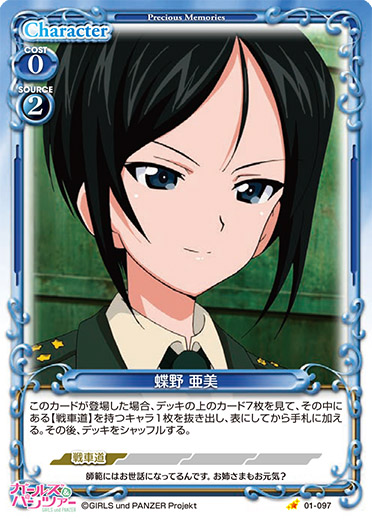 Precious Memories
Character
COST
0
SOURCE
2
蝶野 亜美
このカードが登場した場合、デッキの上のカード7枚を見て、その中に
ある【戦車道】を持つキャラ1枚を抜き出し、表にしてから手札に加え
る。その後、デッキをシャッフルする。
戦車道
師範にはお世話になってるんです。お姉さまもお元気？
ガールズ&パンツァー
GIRLS und PANZER
©GIRLS und PANZER Projekt
01-097